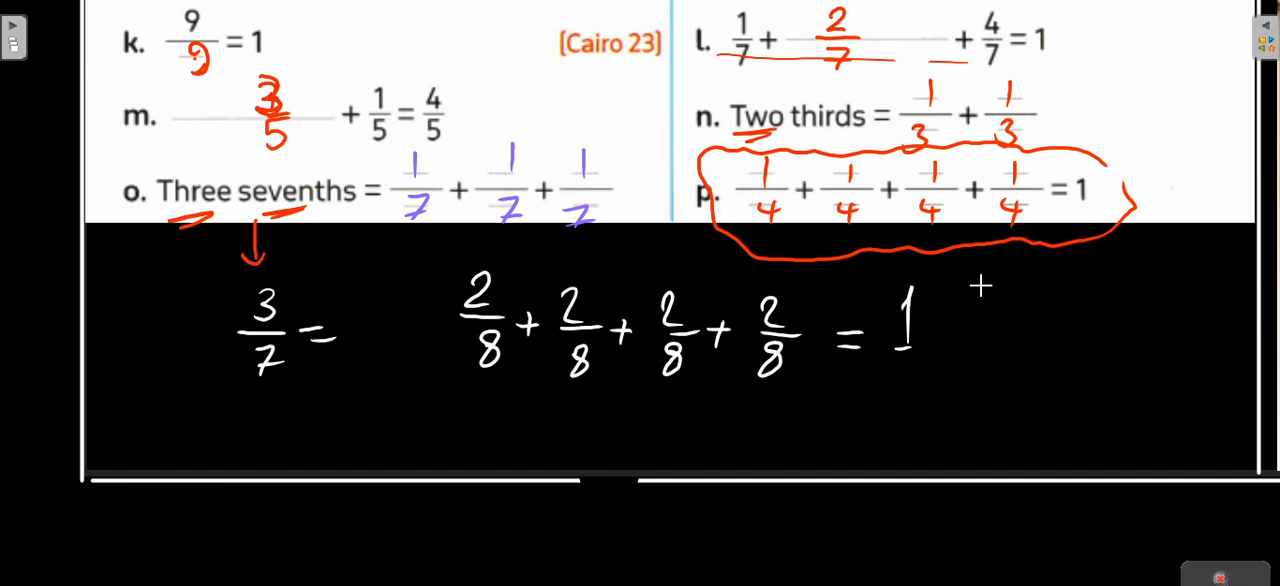 k. 9/9 = 1 [Cairo 23]
l. 1/7 + 2/7 + 4/7 = 1
m. 3/5 + 1/5 = 4/5
n. Two thirds = 1/3 + 1/3
o. Three sevenths = 1/7 + 1/7 + 1/7
p. 1/4 + 1/4 + 1/4 + 1/4 = 1
3/7 =
2/8 + 2/8 + 2/8 + 2/8 = 1